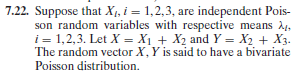 7.22. Suppose that Xᵢ, i = 1,2,3, are independent Pois-
son random variables with respective means λᵢ,
i = 1,2,3. Let X = X₁ + X₂ and Y = X₂ + X₃.
The random vector X, Y is said to have a bivariate
Poisson distribution.